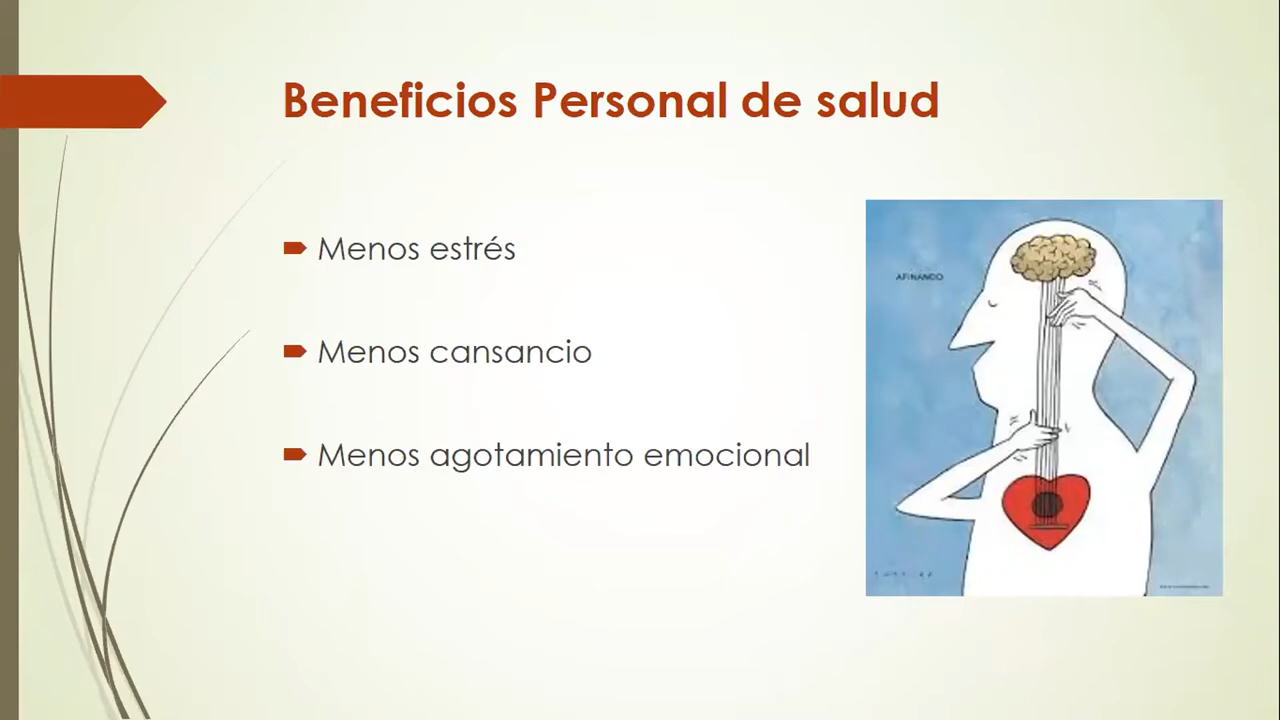 Beneficios Personal de salud
Menos estrés
Menos cansancio
Menos agotamiento emocional
AFINANDO